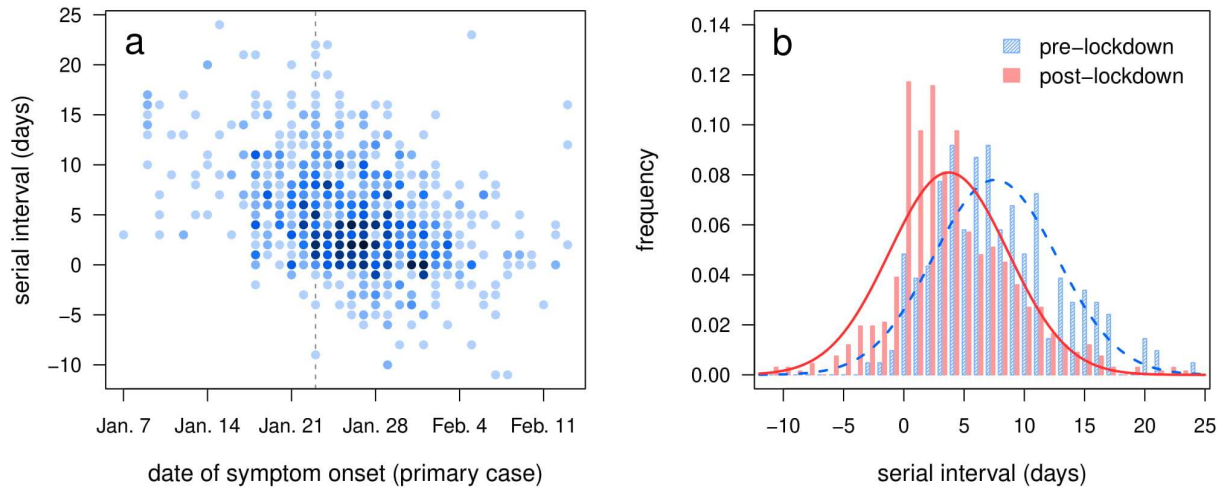 a
25
20
15
10
5
0
−5
−10
serial interval (days)
Jan. 7 Jan. 14 Jan. 21 Jan. 28 Feb. 4 Feb. 11
date of symptom onset (primary case)
b
pre−lockdown
post−lockdown
0.14
0.12
0.10
0.08
0.06
0.04
0.02
0.00
frequency
−10 −5 0 5 10 15 20 25
serial interval (days)